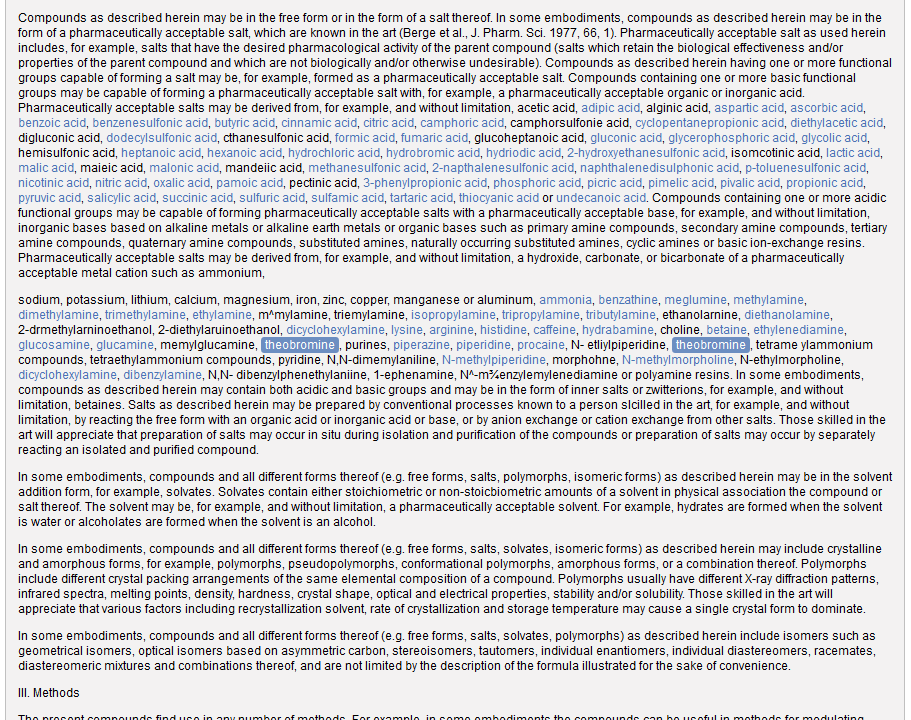 Compounds as described herein may be in the free form or in the form of a salt thereof. In some embodiments, compounds as described herein may be in the
form of a pharmaceutically acceptable salt, which are known in the art (Berge et al., J. Pharm. Sci. 1977, 66, 1). Pharmaceutically acceptable salt as used herein
includes, for example, salts that have the desired pharmacological activity of the parent compound (salts which retain the biological effectiveness and/or
properties of the parent compound and which are not biologically and/or otherwise undesirable). Compounds as described herein having one or more functional
groups capable of forming a salt may be, for example, formed as a pharmaceutically acceptable salt. Compounds containing one or more basic functional
groups may be capable of forming a pharmaceutically acceptable salt with, for example, a pharmaceutically acceptable organic or inorganic acid.
Pharmaceutically acceptable salts may be derived from, for example, and without limitation, acetic acid, adipic acid, alginic acid, aspartic acid, ascorbic acid,
benzoic acid, benzenesulfonic acid, butyric acid, cinnamic acid, citric acid, camphoric acid, camphorsulfonie acid, cyclopentanepropionic acid, diethylacetic acid,
digluconic acid, dodecylsulfonic acid, cthanesulfonic acid, formic acid, fumaric acid, glucoheptanoic acid, gluconic acid, glycerophosphoric acid, glycolic acid,
hemisulfonic acid, heptanoic acid, hexanoic acid, hydrochloric acid, hydrobromic acid, hydriodic acid, 2-hydroxyethanesulfonic acid, isomcotinic acid, lactic acid,
malic acid, maieic acid, malonic acid, mandeiic acid, methanesulfonic acid, 2-napthalenesulfonic acid, naphthalenedisulphonic acid, p-toluenesulfonic acid,
nicotinic acid, nitric acid, oxalic acid, pamoic acid, pectinic acid, 3-phenylpropionic acid, phosphoric acid, picric acid, pimelic acid, pivalic acid, propionic acid,
pyruvic acid, salicylic acid, succinic acid, sulfuric acid, sulfamic acid, tartaric acid, thiocyanic acid or undecanoic acid. Compounds containing one or more acidic
functional groups may be capable of forming pharmaceutically acceptable salts with a pharmaceutically acceptable base, for example, and without limitation,
inorganic bases based on alkaline metals or alkaline earth metals or organic bases such as primary amine compounds, secondary amine compounds, tertiary
amine compounds, quaternary amine compounds, substituted amines, naturally occurring substituted amines, cyclic amines or basic ion-exchange resins.
Pharmaceutically acceptable salts may be derived from, for example, and without limitation, a hydroxide, carbonate, or bicarbonate of a pharmaceutically
acceptable metal cation such as ammonium,
sodium, potassium, lithium, calcium, magnesium, iron, zinc, copper, manganese or aluminum, ammonia, benzathine, meglumine, methylamine,
dimethylamine, trimethylamine, ethylamine, m^mylamine, triemylamine, isopropylamine, tripropylamine, tributylamine, ethanolarnine, diethanolamine,
2-drmethylarninoethanol, 2-diethylaruinoethanol, dicyclohexylamine, lysine, arginine, histidine, caffeine, hydrabamine, choline, betaine, ethylenediamine,
glucosamine, glucamine, memylglucamine, theobromine, purines, piperazine, piperidine, procaine, N- etliylpiperidine, theobromine, tetrame ylammonium
compounds, tetraethylammonium compounds, pyridine, N,N-dimemylaniline, N-methylpiperidine, morphohne, N-methylmorpholine, N-ethylmorpholine,
dicyclohexylamine, dibenzylamine, N,N- dibenzylphenethylaniine, 1-ephenamine, N^-m¾enzylemylenediamine or polyamine resins. In some embodiments,
compounds as described herein may contain both acidic and basic groups and may be in the form of inner salts or zwitterions, for example, and without
limitation, betaines. Salts as described herein may be prepared by conventional processes known to a person slcilled in the art, for example, and without
limitation, by reacting the free form with an organic acid or inorganic acid or base, or by anion exchange or cation exchange from other salts. Those skilled in the
art will appreciate that preparation of salts may occur in situ during isolation and purification of the compounds or preparation of salts may occur by separately
reacting an isolated and purified compound.
In some embodiments, compounds and all different forms thereof (e.g. free forms, salts, polymorphs, isomeric forms) as described herein may be in the solvent
addition form, for example, solvates. Solvates contain either stoichiometric or non-stoicbiometric amounts of a solvent in physical association the compound or
salt thereof. The solvent may be, for example, and without limitation, a pharmaceutically acceptable solvent. For example, hydrates are formed when the solvent
is water or alcoholates are formed when the solvent is an alcohol.
In some embodiments, compounds and all different forms thereof (e.g. free forms, salts, solvates, isomeric forms) as described herein may include crystalline
and amorphous forms, for example, polymorphs, pseudopolymorphs, conformational polymorphs, amorphous forms, or a combination thereof. Polymorphs
include different crystal packing arrangements of the same elemental composition of a compound. Polymorphs usually have different X-ray diffraction patterns,
infrared spectra, melting points, density, hardness, crystal shape, optical and electrical properties, stability and/or solubility. Those skilled in the art will
appreciate that various factors including recrystallization solvent, rate of crystallization and storage temperature may cause a single crystal form to dominate.
In some embodiments, compounds and all different forms thereof (e.g. free forms, salts, solvates, polymorphs) as described herein include isomers such as
geometrical isomers, optical isomers based on asymmetric carbon, stereoisomers, tautomers, individual enantiomers, individual diastereomers, racemates,
diastereomeric mixtures and combinations thereof, and are not limited by the description of the formula illustrated for the sake of convenience.
III. Methods
The present compounds find use in any number of methods. For example, in some embodiments the compounds can be useful in methods for modulating